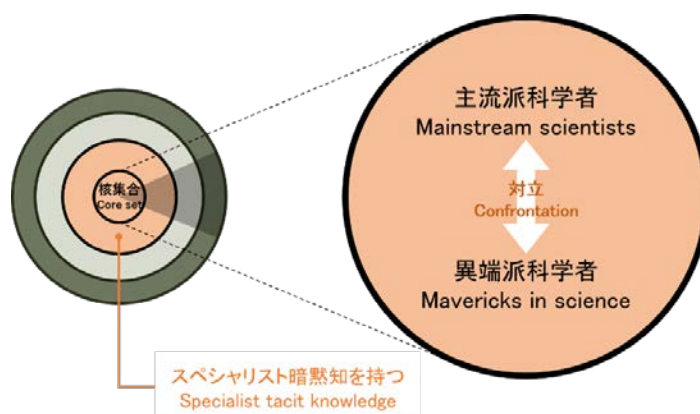 核集合
Core set
主流派科学者
Mainstream scientists
対立
Confrontation
異端派科学者
Mavericks in science
スペシャリスト暗黙知を持つ
Specialist tacit knowledge